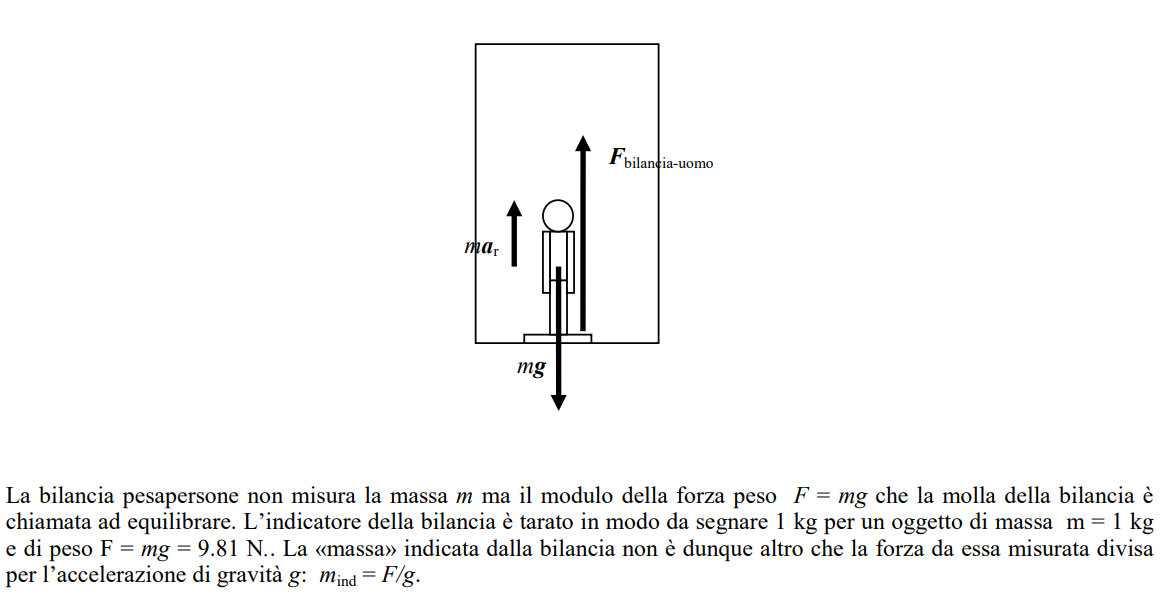 F bilancia-uomo
mar
mg
La bilancia pesapersone non misura la massa m ma il modulo della forza peso F = mg che la molla della bilancia è
chiamata ad equilibrare. L’indicatore della bilancia è tarato in modo da segnare 1 kg per un oggetto di massa m = 1 kg
e di peso F = mg = 9.81 N.. La «massa» indicata dalla bilancia non è dunque altro che la forza da essa misurata divisa
per l’accelerazione di gravità g: mind = F/g.